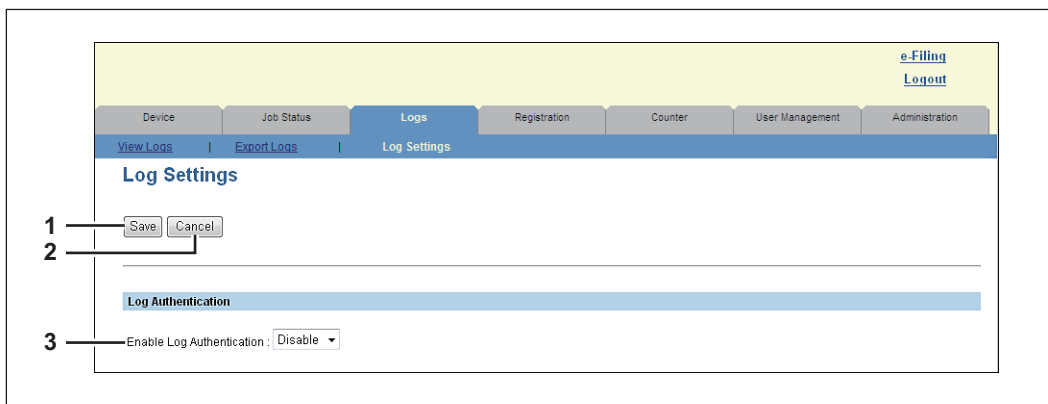 e-Filing
Logout
Device Job Status Logs Registration Counter User Management Administration
View Logs | Export Logs | Log Settings
Log Settings
1 Save Cancel
2
Log Authentication
3 Enable Log Authentication : Disable